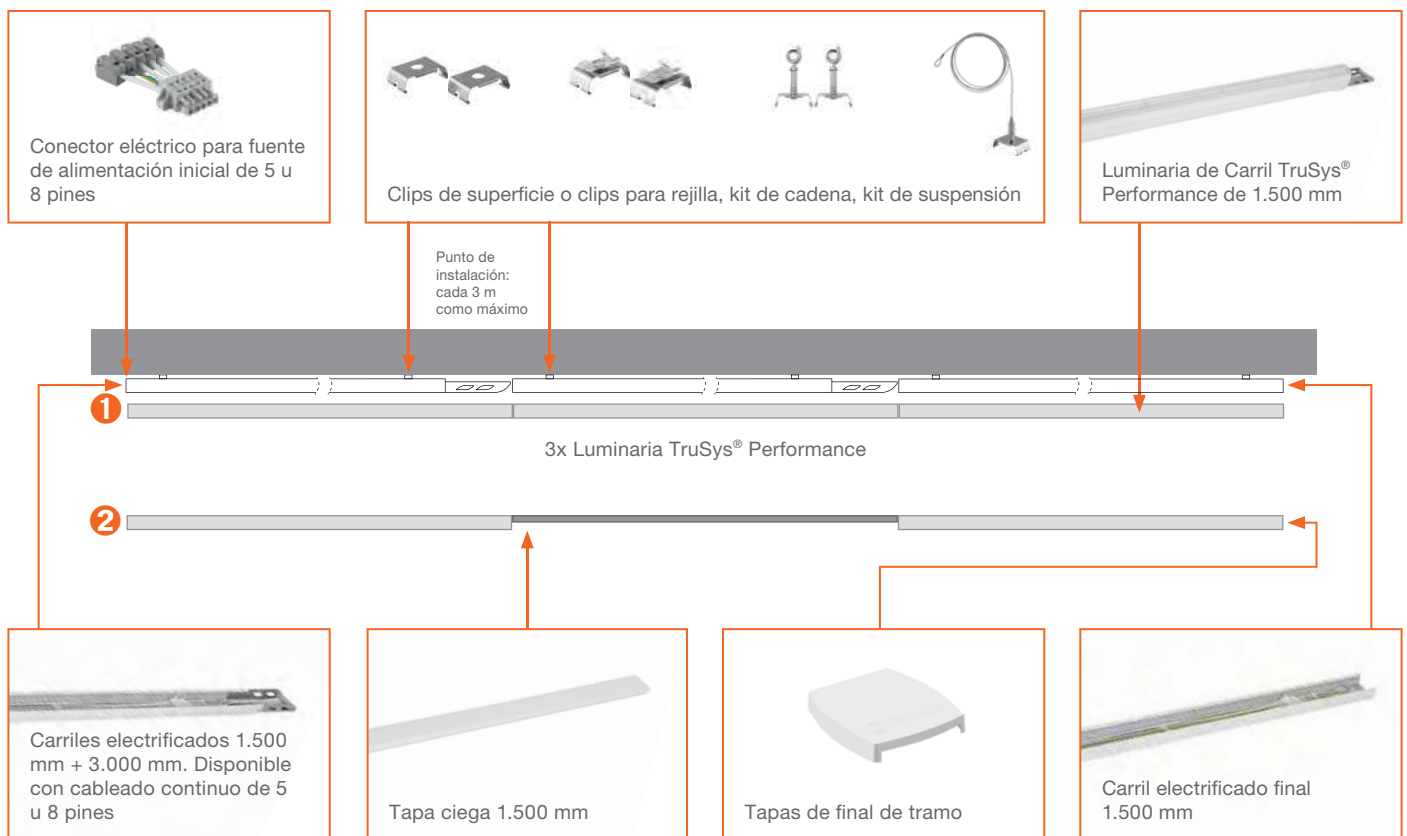 Conector eléctrico para fuente
de alimentación inicial de 5 u
8 pines
Clips de superficie o clips para rejilla, kit de cadena, kit de suspensión
Luminaria de Carril TruSys®
Performance de 1.500 mm
Punto de
instalación:
cada 3 m
como máximo
1
3x Luminaria TruSys® Performance
2
Carriles electrificados 1.500
mm + 3.000 mm. Disponible
con cableado continuo de 5
u 8 pines
Tapa ciega 1.500 mm
Tapas de final de tramo
Carril electrificado final
1.500 mm